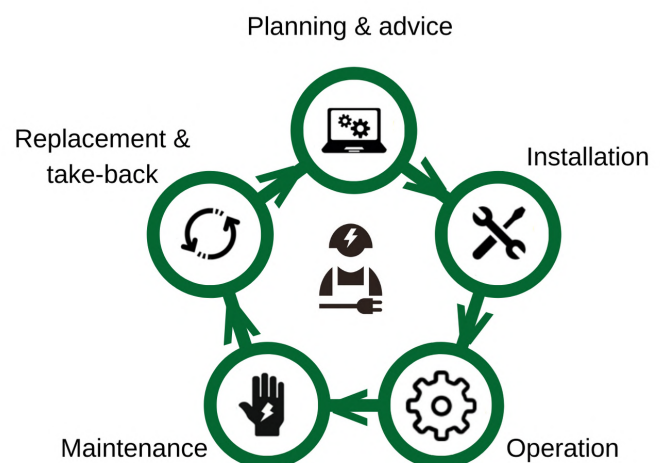 Planning & advice
Replacement &
take-back
Installation
Maintenance
Operation